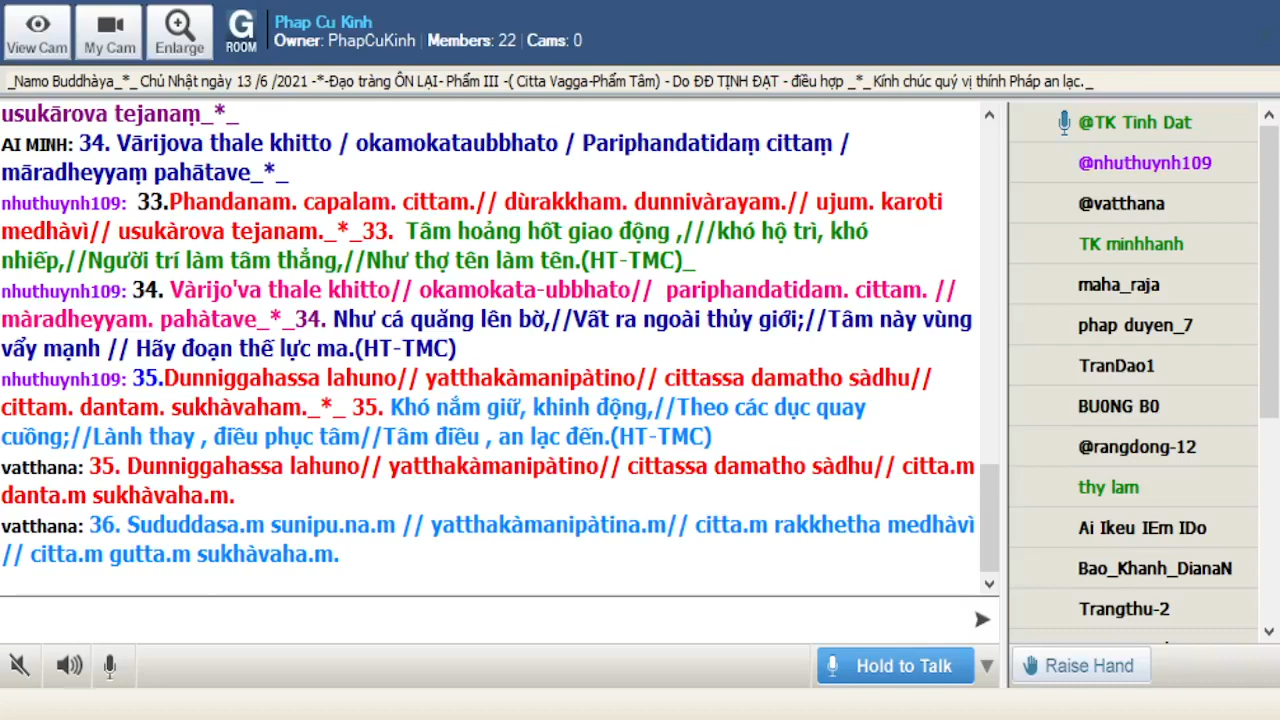 View Cam
My Cam
Enlarge
G
ROOM
Phap Cu Kinh
Owner: PhapCuKinh | Members: 22 | Cams: 0
_Namo Buddhàya_*_ Chủ Nhật ngày 13 /6 /2021 -*-Đạo tràng ÔN LẠI- Phẩm III -( Citta Vagga-Phẩm Tâm) - Do ĐĐ TỊNH ĐẠT - điều hợp _*_Kính chúc quý vị thính Pháp an lạc._
usukārova tejanaṃ_*_
AI MINH: 34. Vārijova thale khitto / okamokataubbhato / Pariphandatidaṃ cittaṃ /
māradheyyaṃ pahātave_*_
nhuthuynh109: 33.Phandanam. capalam. cittam.// dùrakkham. dunnivàrayam.// ujum. karoti
medhàvì// usukàrova tejanam._*_33. Tâm hoảng hốt giao động ,///khó hộ trì, khó
nhiếp,//Người trí làm tâm thẳng,//Như thợ tên làm tên.(HT-TMC)_
nhuthuynh109: 34. Vàrijo'va thale khitto// okamokata-ubbhato// pariphandatidam. cittam. //
màradheyyam. pahàtave_*_34. Như cá quăng lên bờ,//Vất ra ngoài thủy giới;//Tâm này vùng
vẩy mạnh // Hãy đoạn thế lực ma.(HT-TMC)
nhuthuynh109: 35.Dunniggahassa lahuno// yatthakàmanipàtino// cittassa damatho sàdhu//
cittam. dantam. sukhàvaham._*_ 35. Khó nắm giữ, khinh động,//Theo các dục quay
cuồng;//Lành thay , điều phục tâm//Tâm điều , an lạc đến.(HT-TMC)
vatthana: 35. Dunniggahassa lahuno// yatthakàmanipàtino// cittassa damatho sàdhu// citta.m
danta.m sukhàvaha.m.
vatthana: 36. Sududdasa.m sunipu.na.m // yatthakàmanipàtina.m// citta.m rakkhetha medhàvì
// citta.m gutta.m sukhàvaha.m.
@TK Tinh Dat
@nhuthuynh109
@vatthana
TK minhhanh
maha_raja
phap duyen_7
TranDao1
BU0NG B0
@rangdong-12
thy lam
Ai Ikeu IEm IDo
Bao_Khanh_DianaN
Trangthu-2
Hold to Talk
Raise Hand